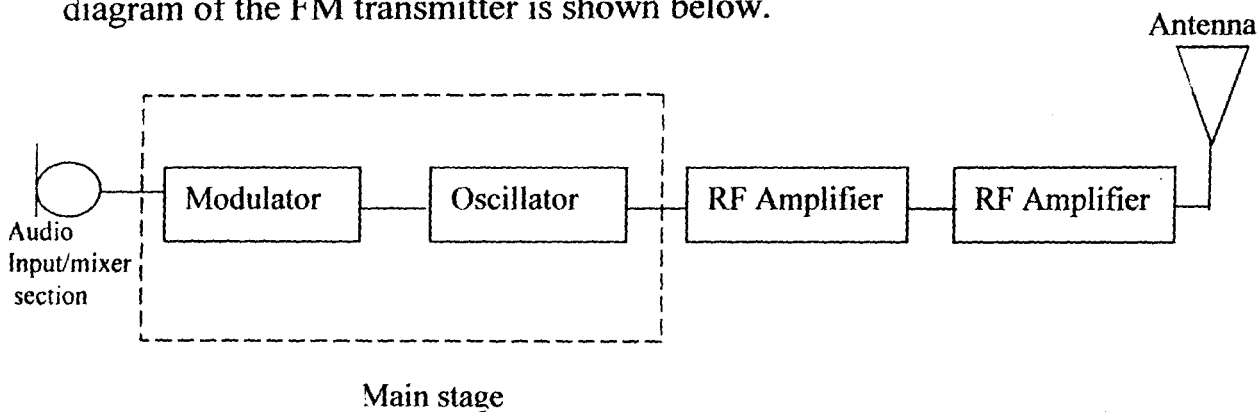 diagram of the FM transmitter is shown below.
Antenna
Modulator
Oscillator
RF Amplifier
RF Amplifier
Audio
Input/mixer
section
Main stage